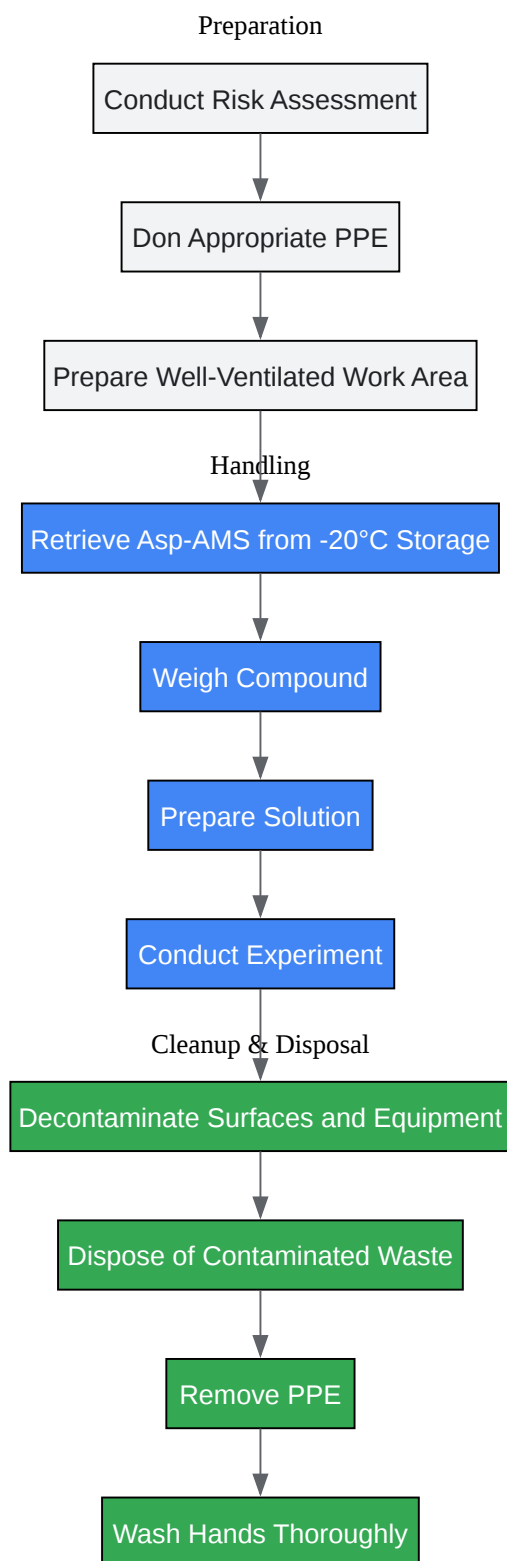 Preparation
Conduct Risk Assessment
Don Appropriate PPE
Prepare Well-Ventilated Work Area
Handling
Retrieve Asp-AMS from -20°C Storage
Weigh Compound
Prepare Solution
Conduct Experiment
Cleanup & Disposal
Decontaminate Surfaces and Equipment
Dispose of Contaminated Waste
Remove PPE
Wash Hands Thoroughly